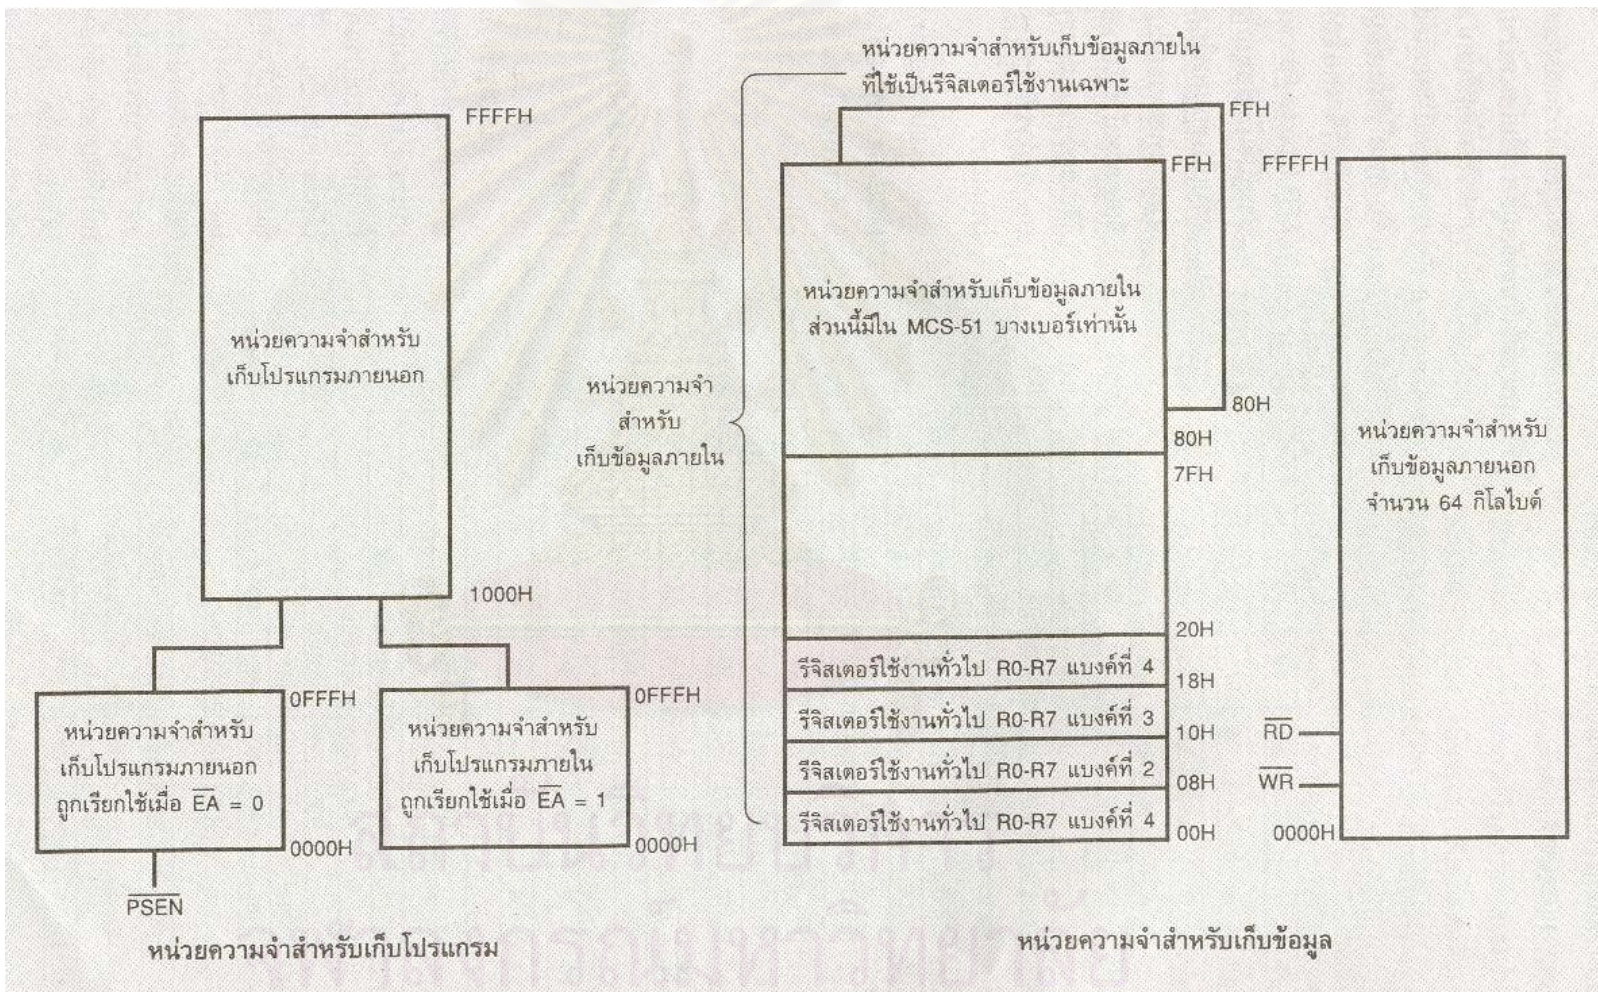 FFFFH
หน่วยความจำสำหรับ
เก็บโปรแกรมภายนอก
1000H
0FFFH
หน่วยความจำสำหรับ
เก็บโปรแกรมภายนอก
ถูกเรียกใช้เมื่อ E̅A̅ = 0
0000H
P̅S̅E̅N̅
0FFFH
หน่วยความจำสำหรับ
เก็บโปรแกรมภายใน
ถูกเรียกใช้เมื่อ E̅A̅ = 1
0000H
หน่วยความจำสำหรับเก็บโปรแกรม
หน่วยความจำสำหรับเก็บข้อมูลภายใน
ที่ใช้เป็นรีจิสเตอร์ใช้งานเฉพาะ
FFH
80H
หน่วยความจำ
สำหรับ
เก็บข้อมูลภายใน
FFH
หน่วยความจำสำหรับเก็บข้อมูลภายใน
ส่วนนี้มีใน MCS-51 บางเบอร์เท่านั้น
80H
7FH
20H
รีจิสเตอร์ใช้งานทั่วไป R0-R7 แบงค์ที่ 4
18H
รีจิสเตอร์ใช้งานทั่วไป R0-R7 แบงค์ที่ 3
10H
รีจิสเตอร์ใช้งานทั่วไป R0-R7 แบงค์ที่ 2
08H
รีจิสเตอร์ใช้งานทั่วไป R0-R7 แบงค์ที่ 4
00H
FFFFH
หน่วยความจำสำหรับ
เก็บข้อมูลภายนอก
จำนวน 64 กิโลไบต์
R̅D̅
W̅R̅
0000H
หน่วยความจำสำหรับเก็บข้อมูล